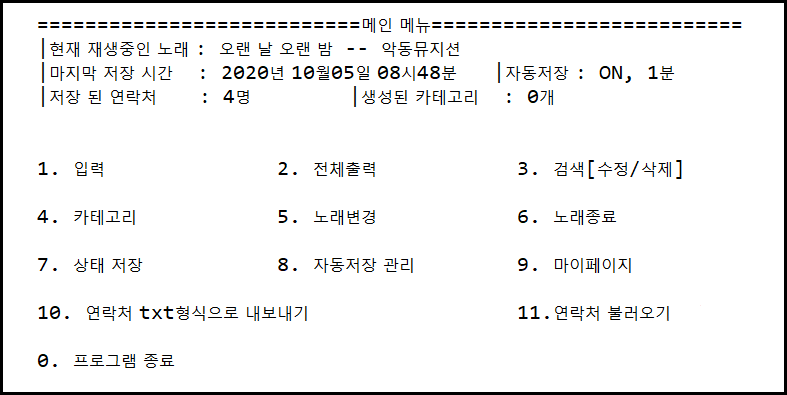 ===========================메인 메뉴==========================
|현재 재생중인 노래 : 오랜 날 오랜 밤 -- 악동뮤지션
|마지막 저장 시간 : 2020년 10월05일 08시48분 |자동저장 : ON, 1분
|저장 된 연락처 : 4명 |생성된 카테고리 : 0개
1. 입력 2. 전체출력 3. 검색[수정/삭제]
4. 카테고리 5. 노래변경 6. 노래종료
7. 상태 저장 8. 자동저장 관리 9. 마이페이지
10. 연락처 txt형식으로 내보내기 11.연락처 불러오기
0. 프로그램 종료